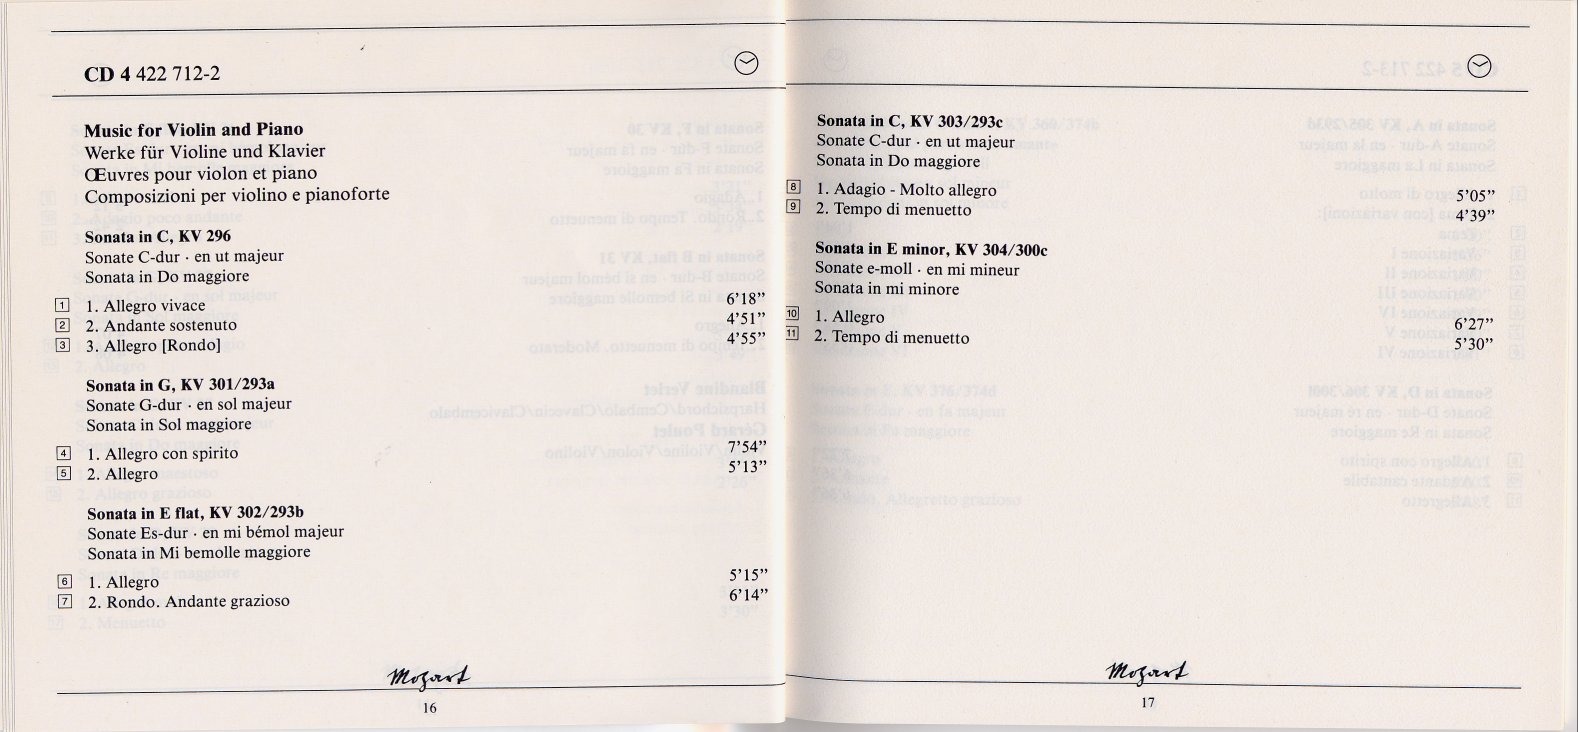 CD 4 422 712-2
Music for Violin and Piano
Werke für Violine und Klavier
Œuvres pour violon et piano
Composizioni per violino e pianoforte
Sonata in C, KV 296
Sonate C-dur · en ut majeur
Sonata in Do maggiore
1 1. Allegro vivace 6’18”
2 2. Andante sostenuto 4’51”
3 3. Allegro [Rondo] 4’55”
Sonata in G, KV 301/293a
Sonate G-dur · en sol majeur
Sonata in Sol maggiore
4 1. Allegro con spirito 7’54”
5 2. Allegro 5’13”
Sonata in E flat, KV 302/293b
Sonate Es-dur · en mi bémol majeur
Sonata in Mi bemolle maggiore
6 1. Allegro 5’15”
7 2. Rondo. Andante grazioso 6’14”
Mozart
16
Sonata in C, KV 303/293c
Sonate C-dur · en ut majeur
Sonata in Do maggiore
8 1. Adagio - Molto allegro 5’05”
9 2. Tempo di menuetto 4’39”
Sonata in E minor, KV 304/300c
Sonate e-moll · en mi mineur
Sonata in mi minore
10 1. Allegro 6’27”
11 2. Tempo di menuetto 5’30”
Mozart
17